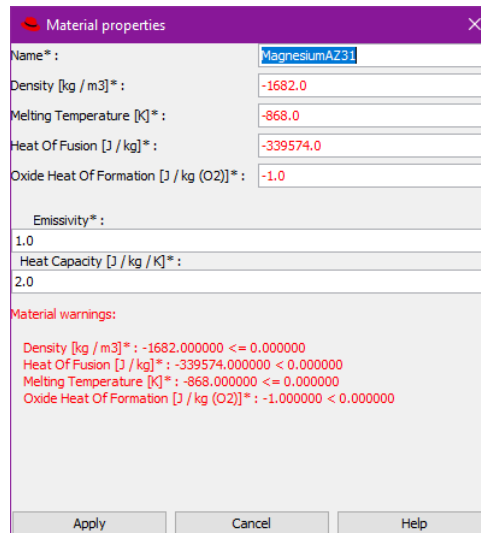 Material properties
Name* : MagnesiumAZ31
Density [kg / m3]* : -1682.0
Melting Temperature [K]* : -868.0
Heat Of Fusion [J / kg]* : -339574.0
Oxide Heat Of Formation [J / kg (O2)]* : -1.0
Emissivity* :
1.0
Heat Capacity [J / kg / K]* :
2.0
Material warnings:
Density [kg / m3]* : -1682.000000 <= 0.000000
Heat Of Fusion [J / kg]* : -339574.000000 < 0.000000
Melting Temperature [K]* : -868.000000 <= 0.000000
Oxide Heat Of Formation [J / kg (O2)]* : -1.000000 < 0.000000
Apply Cancel Help